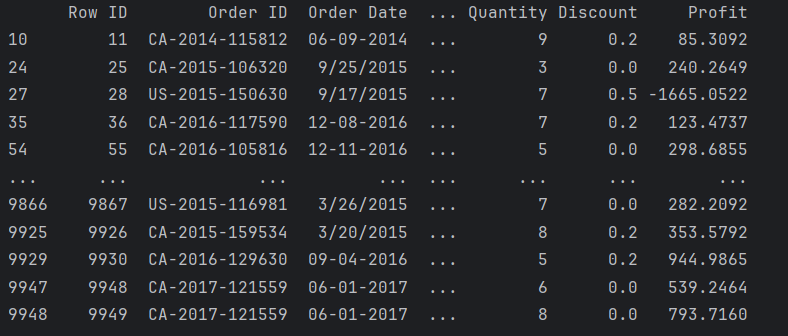 Row ID Order ID Order Date ... Quantity Discount Profit
10 11 CA-2014-115812 06-09-2014 ... 9 0.2 85.3092
24 25 CA-2015-106320 9/25/2015 ... 3 0.0 240.2649
27 28 US-2015-150630 9/17/2015 ... 7 0.5 -1665.0522
35 36 CA-2016-117590 12-08-2016 ... 7 0.2 123.4737
54 55 CA-2016-105816 12-11-2016 ... 5 0.0 298.6855
... ... ... ... ... ... ... ...
9866 9867 US-2015-116981 3/26/2015 ... 7 0.0 282.2092
9925 9926 CA-2015-159534 3/20/2015 ... 8 0.2 353.5792
9929 9930 CA-2016-129630 09-04-2016 ... 5 0.2 944.9865
9947 9948 CA-2017-121559 06-01-2017 ... 6 0.0 539.2464
9948 9949 CA-2017-121559 06-01-2017 ... 8 0.0 793.7160